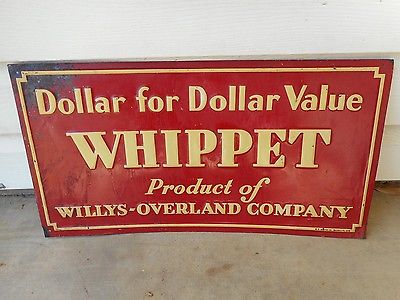 Dollar for Dollar Value
WHIPPET
Product of
WILLYS-OVERLAND COMPANY